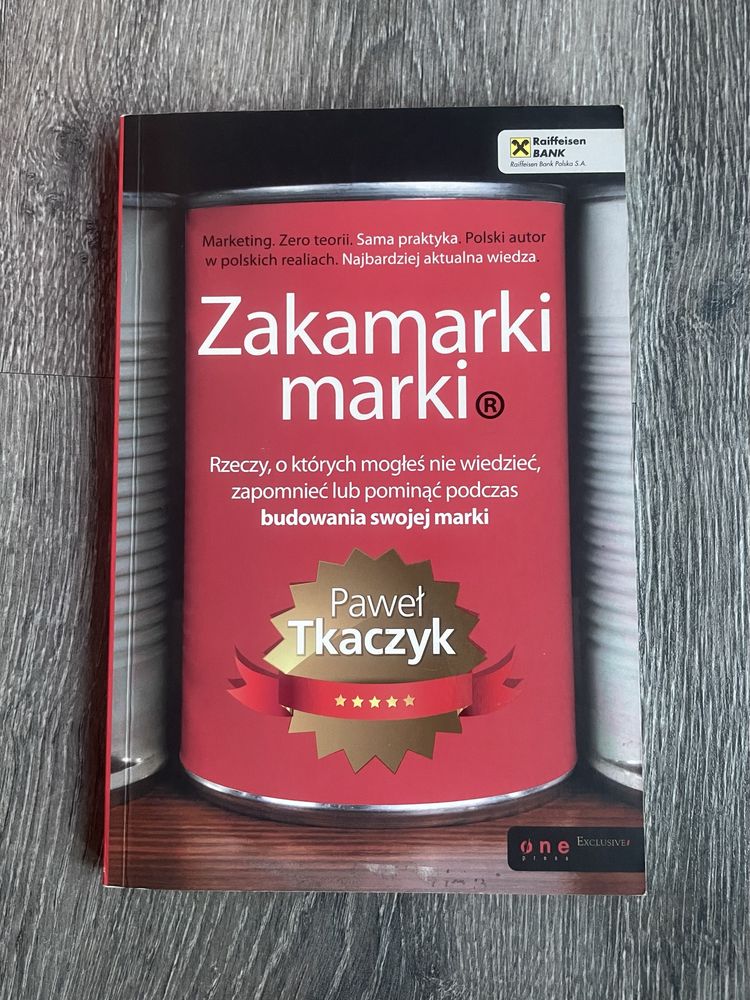 Raiffeisen
BANK
Raiffeisen Bank Polska S.A.
Marketing. Zero teorii. Sama praktyka. Polski autor
w polskich realiach. Najbardziej aktualna wiedza.
Zakamarki
marki®
Rzeczy, o których mogłeś nie wiedzieć,
zapomnieć lub pominąć podczas
budowania swojej marki
Paweł
Tkaczyk
øne EXCLUSIVE
press